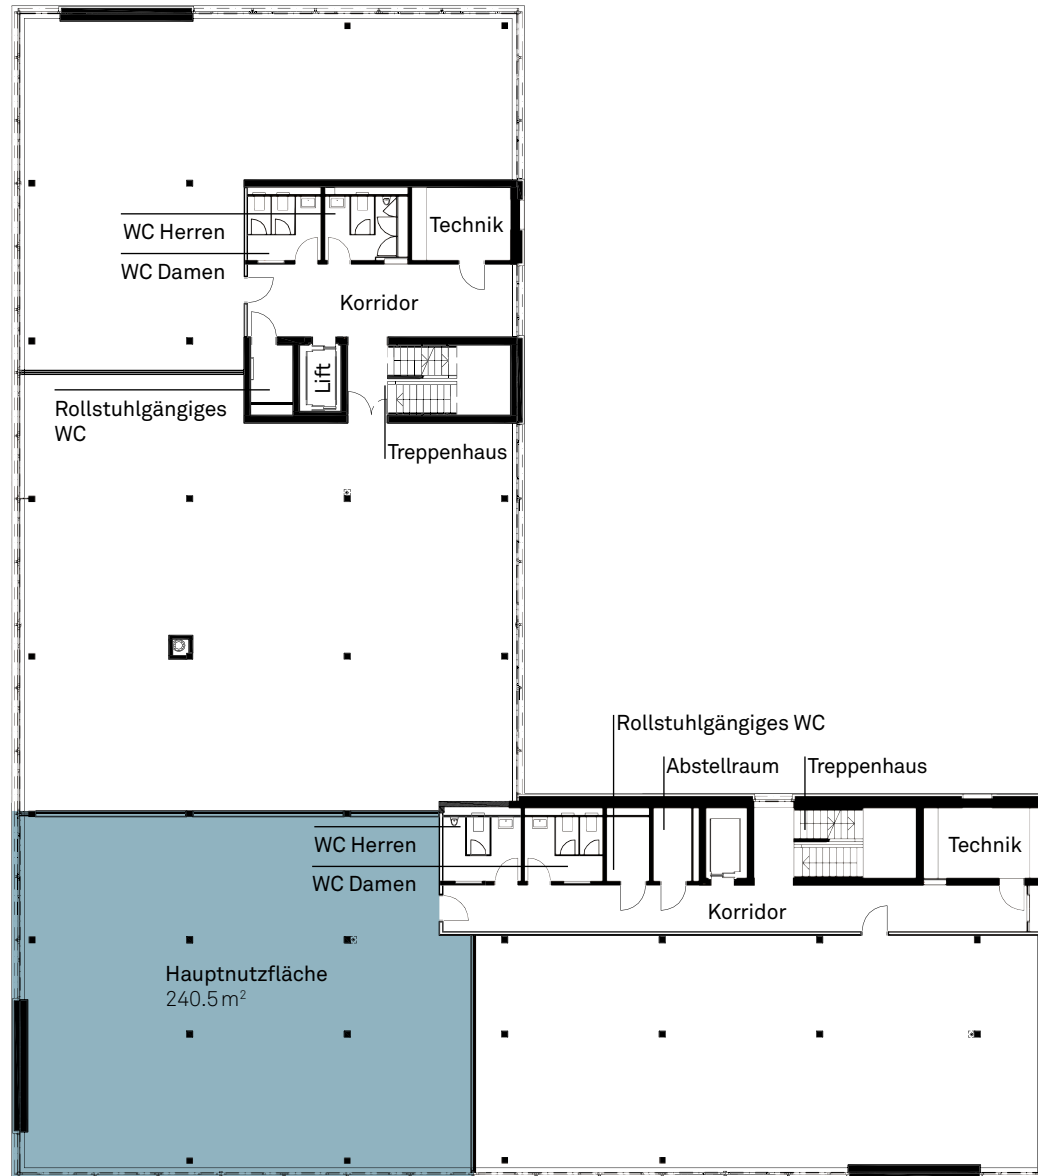 WC Herren
WC Damen
Technik
Korridor
Lift
Rollstuhlgängiges
WC
Treppenhaus
Rollstuhlgängiges WC
Abstellraum
Treppenhaus
WC Herren
WC Damen
Technik
Korridor
Hauptnutzfläche
240.5 m²